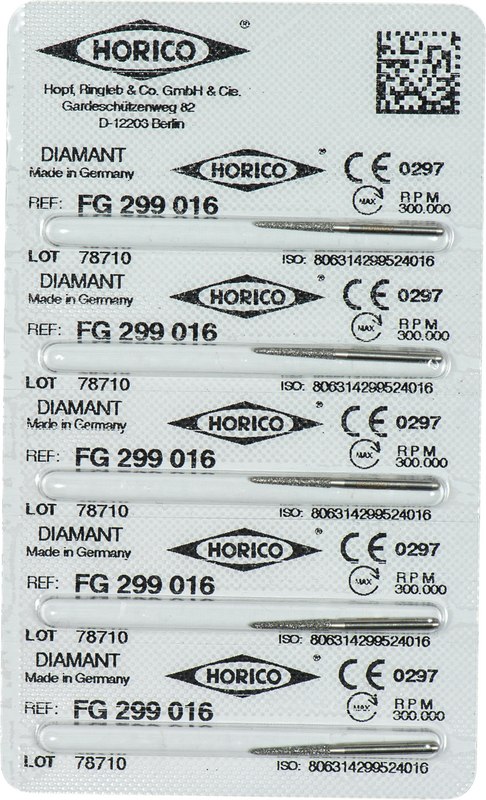 HORICO ®
Hopf, Ringleb & Co. GmbH & Cie.
Gardeschützenweg 82
D-12203 Berlin
DIAMANT
Made in Germany
HORICO ®
CE 0297
REF: FG 299 016
MAX
RPM
300.000
LOT 78710
ISO: 806314299524016
DIAMANT
Made in Germany
HORICO ®
CE 0297
REF: FG 299 016
MAX
RPM
300.000
LOT 78710
ISO: 806314299524016
DIAMANT
Made in Germany
HORICO ®
CE 0297
REF: FG 299 016
MAX
RPM
300.000
LOT 78710
ISO: 806314299524016
DIAMANT
Made in Germany
HORICO ®
CE 0297
REF: FG 299 016
MAX
RPM
300.000
LOT 78710
ISO: 806314299524016
DIAMANT
Made in Germany
HORICO ®
CE 0297
REF: FG 299 016
MAX
RPM
300.000
LOT 78710
ISO: 806314299524016